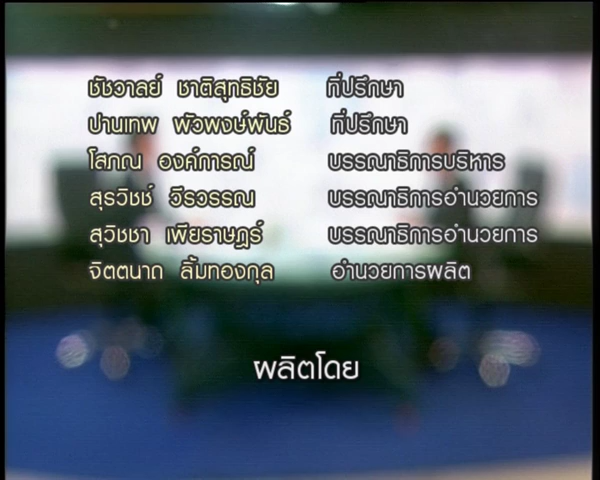 ชัชวาลย์ ชาติสุทธิชัย ที่ปรึกษา
ปานเทพ พัวพงษ์พันธ์ ที่ปรึกษา
โสภณ องค์การณ์ บรรณาธิการบริหาร
สุรวิชช์ วีรวรรณ บรรณาธิการอำนวยการ
สุวิชชา เพียราษฎร์ บรรณาธิการอำนวยการ
จิตตนาถ ลิ้มทองกุล อำนวยการผลิต
ผลิตโดย